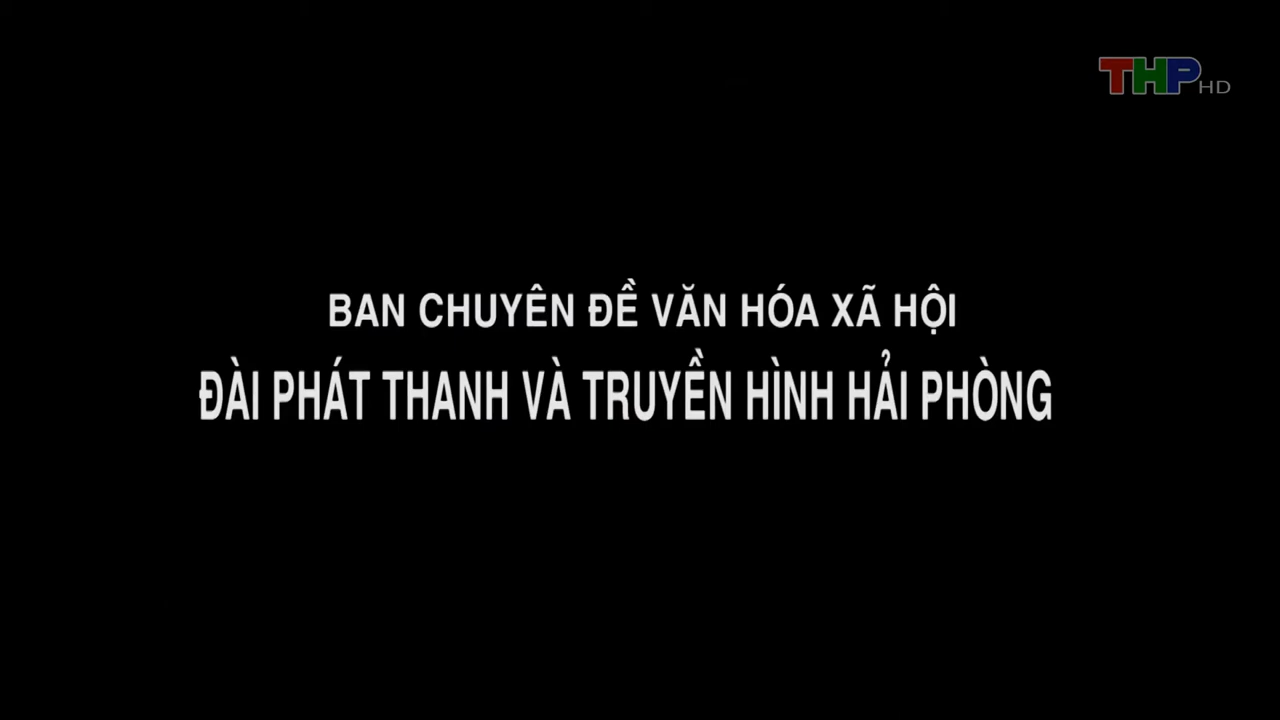 THP HD
BAN CHUYÊN ĐỀ VĂN HÓA XÃ HỘI
ĐÀI PHÁT THANH VÀ TRUYỀN HÌNH HẢI PHÒNG